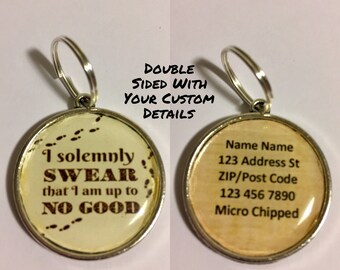 Double
Sided With
Your Custom
Details
I solemnly
SWEAR
that I am up to
NO GOOD
Name Name
123 Address St
ZIP/Post Code
123 456 7890
Micro Chipped